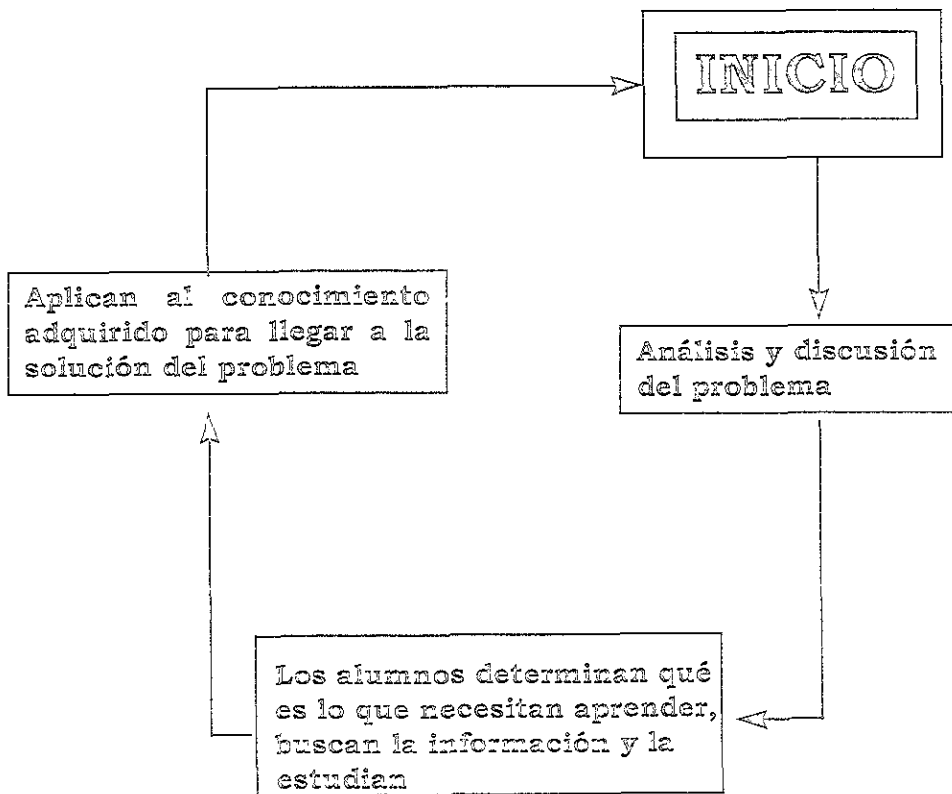 INICIO
Análisis y discusión
del problema
Los alumnos determinan qué
es lo que necesitan aprender,
buscan la información y la
estudian
Aplican al conocimiento
adquirido para llegar a la
solución del problema